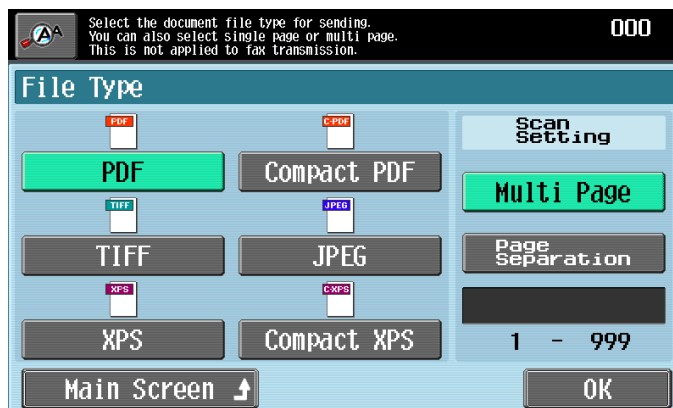 Select the document file type for sending.
You can also select single page or multi page.
This is not applied to fax transmission.
000
File Type
PDF
C-PDF
PDF
Compact PDF
TIFF
JPEG
TIFF
JPEG
XPS
C-XPS
XPS
Compact XPS
Scan
Setting
Multi Page
Page
Separation
1 - 999
Main Screen
OK